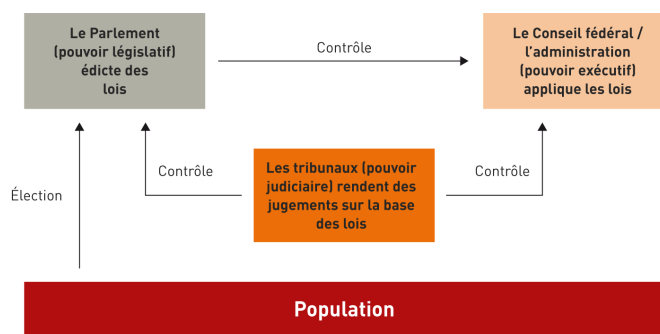 Le Parlement
(pouvoir législatif)
édicte des
lois
Contrôle
Le Conseil fédéral /
l'administration
(pouvoir exécutif)
applique les lois
Élection
Contrôle
Les tribunaux (pouvoir
judiciaire) rendent des
jugements sur la base
des lois
Contrôle
Population